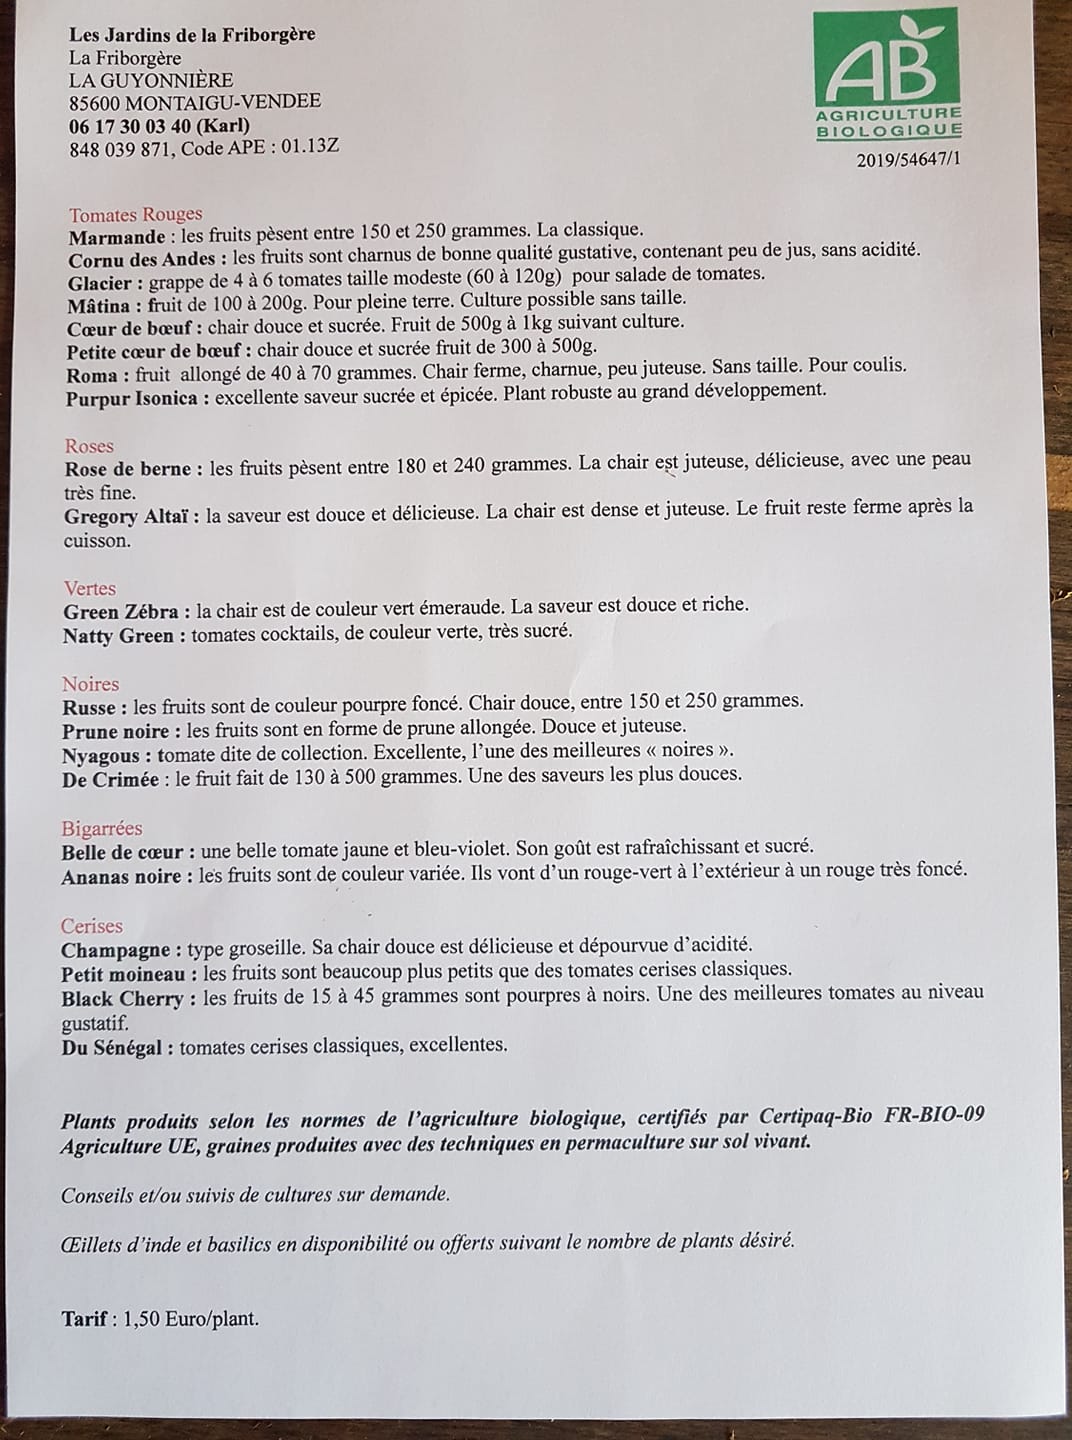 Les Jardins de la Friborgère
La Friborgère
LA GUYONNIÈRE
85600 MONTAIGU-VENDEE
06 17 30 03 40 (Karl)
848 039 871, Code APE : 01.13Z
AB
AGRICULTURE
BIOLOGIQUE
2019/54647/1
Tomates Rouges
Marmande : les fruits pèsent entre 150 et 250 grammes. La classique.
Cornu des Andes : les fruits sont charnus de bonne qualité gustative, contenant peu de jus, sans acidité.
Glacier : grappe de 4 à 6 tomates taille modeste (60 à 120g) pour salade de tomates.
Mâtina : fruit de 100 à 200g. Pour pleine terre. Culture possible sans taille.
Cœur de bœuf : chair douce et sucrée. Fruit de 500g à 1kg suivant culture.
Petite cœur de bœuf : chair douce et sucrée fruit de 300 à 500g.
Roma : fruit allongé de 40 à 70 grammes. Chair ferme, charnue, peu juteuse. Sans taille. Pour coulis.
Purpur Isonica : excellente saveur sucrée et épicée. Plant robuste au grand développement.
Roses
Rose de berne : les fruits pèsent entre 180 et 240 grammes. La chair est juteuse, délicieuse, avec une peau
très fine.
Gregory Altaï : la saveur est douce et délicieuse. La chair est dense et juteuse. Le fruit reste ferme après la
cuisson.
Vertes
Green Zébra : la chair est de couleur vert émeraude. La saveur est douce et riche.
Natty Green : tomates cocktails, de couleur verte, très sucré.
Noires
Russe : les fruits sont de couleur pourpre foncé. Chair douce, entre 150 et 250 grammes.
Prune noire : les fruits sont en forme de prune allongée. Douce et juteuse.
Nyagous : tomate dite de collection. Excellente, l'une des meilleures « noires ».
De Crimée : le fruit fait de 130 à 500 grammes. Une des saveurs les plus douces.
Bigarrées
Belle de cœur : une belle tomate jaune et bleu-violet. Son goût est rafraîchissant et sucré.
Ananas noire : les fruits sont de couleur variée. Ils vont d'un rouge-vert à l'extérieur à un rouge très foncé.
Cerises
Champagne : type groseille. Sa chair douce est délicieuse et dépourvue d'acidité.
Petit moineau : les fruits sont beaucoup plus petits que des tomates cerises classiques.
Black Cherry : les fruits de 15 à 45 grammes sont pourpres à noirs. Une des meilleures tomates au niveau
gustatif.
Du Sénégal : tomates cerises classiques, excellentes.
Plants produits selon les normes de l'agriculture biologique, certifiés par Certipaq-Bio FR-BIO-09
Agriculture UE, graines produites avec des techniques en permaculture sur sol vivant.
Conseils et/ou suivis de cultures sur demande.
Œillets d'inde et basilics en disponibilité ou offerts suivant le nombre de plants désiré.
Tarif : 1,50 Euro/plant.